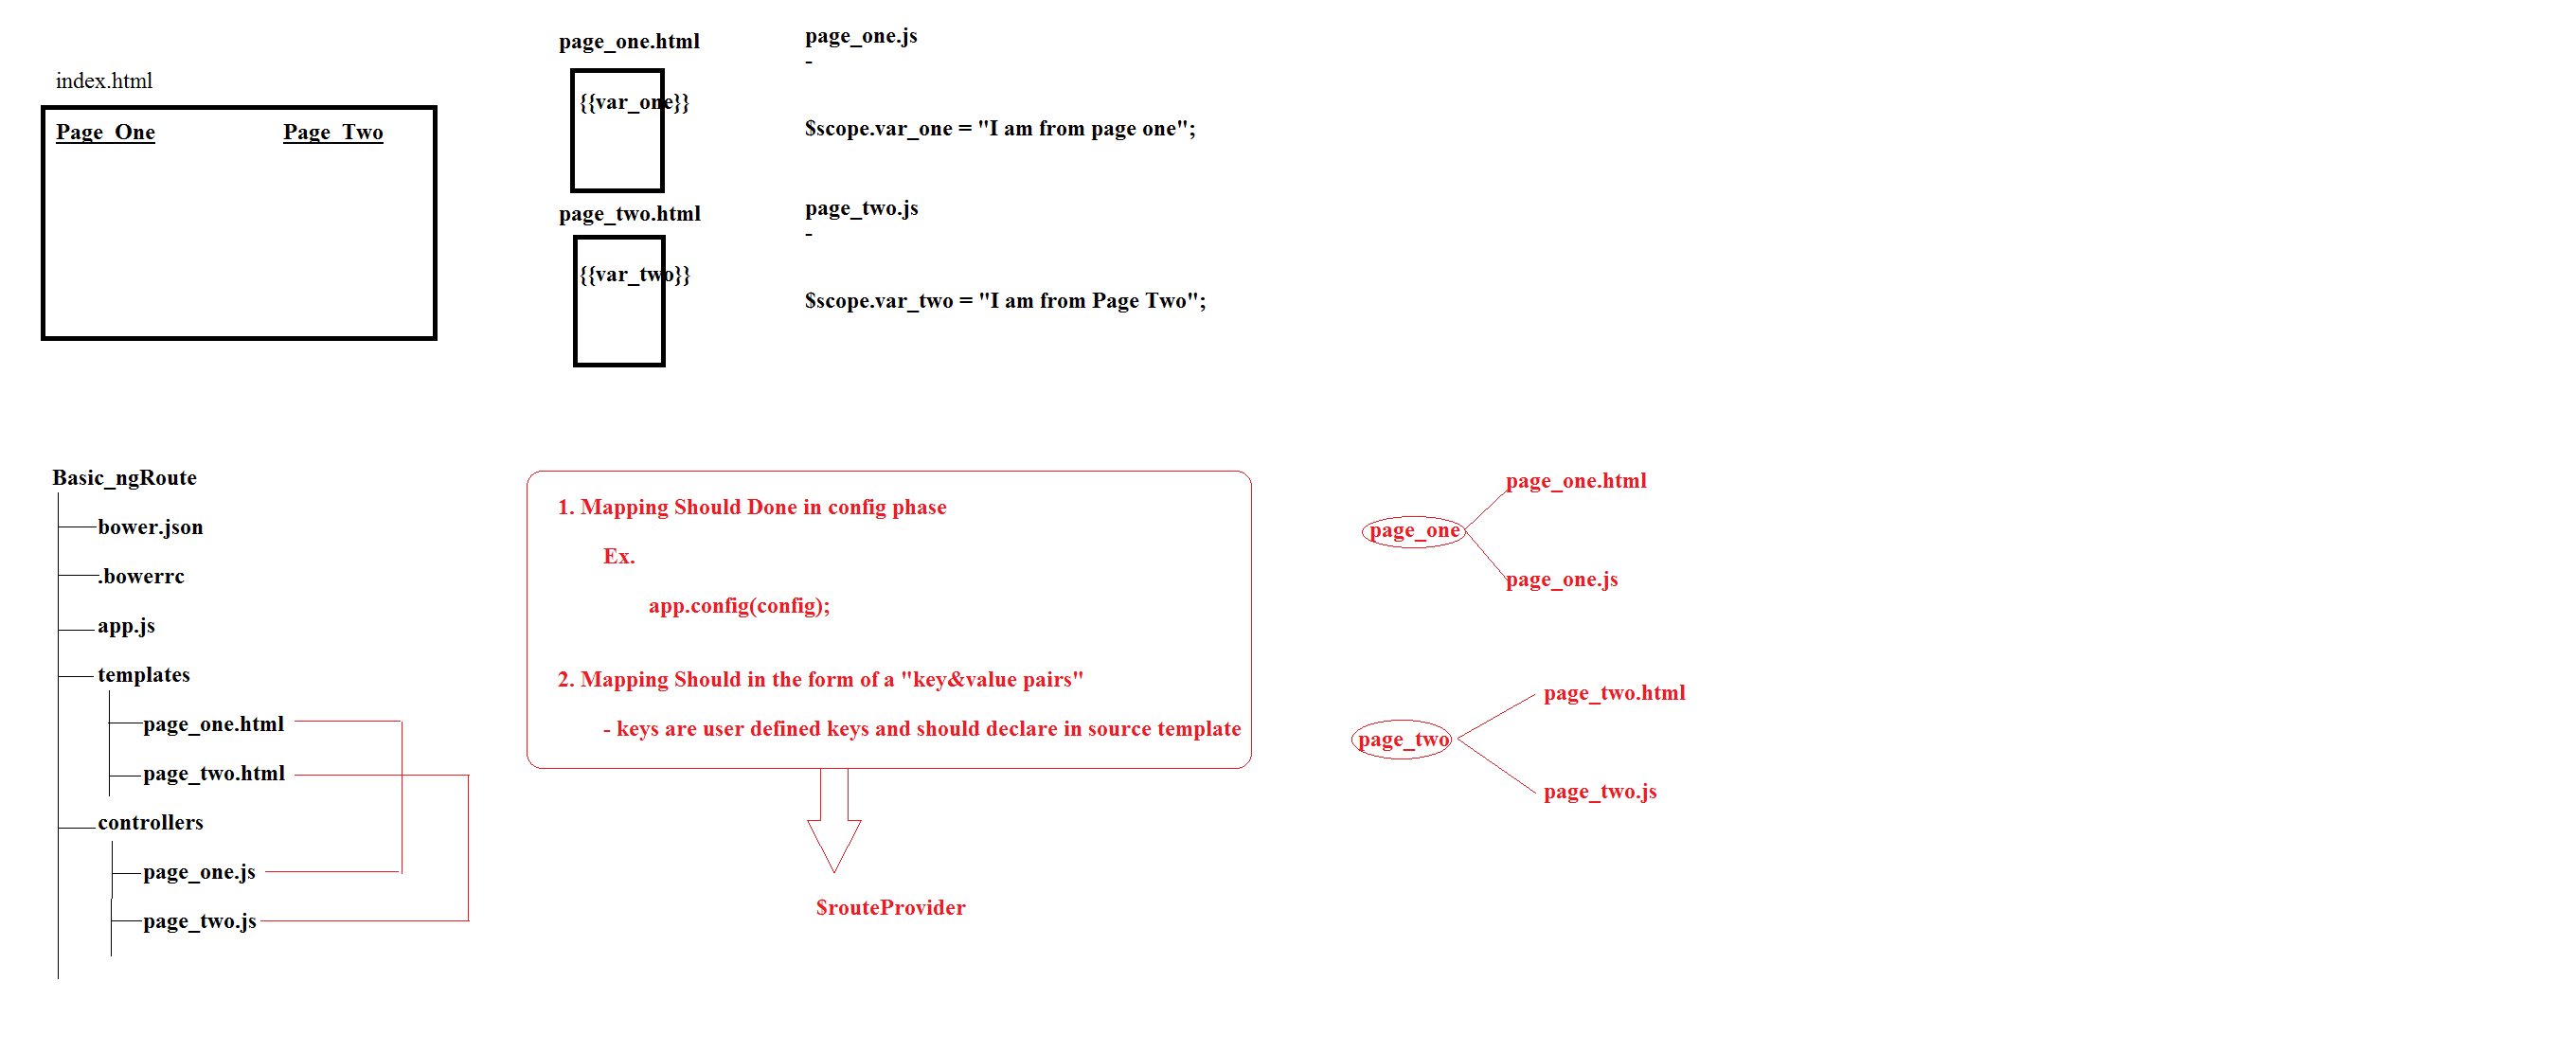 index.html
Page_One
Page_Two
page_one.html
{{var_one}}
page_two.html
{{var_two}}
page_one.js
-
$scope.var_one = "I am from page one";
page_two.js
-
$scope.var_two = "I am from Page Two";
Basic_ngRoute
bower.json
.bowerrc
app.js
templates
page_one.html
page_two.html
controllers
page_one.js
page_two.js
1. Mapping Should Done in config phase
Ex.
app.config(config);
2. Mapping Should in the form of a "key&value pairs"
- keys are user defined keys and should declare in source template
$routeProvider
page_one.html
page_one
page_one.js
page_two.html
page_two
page_two.js